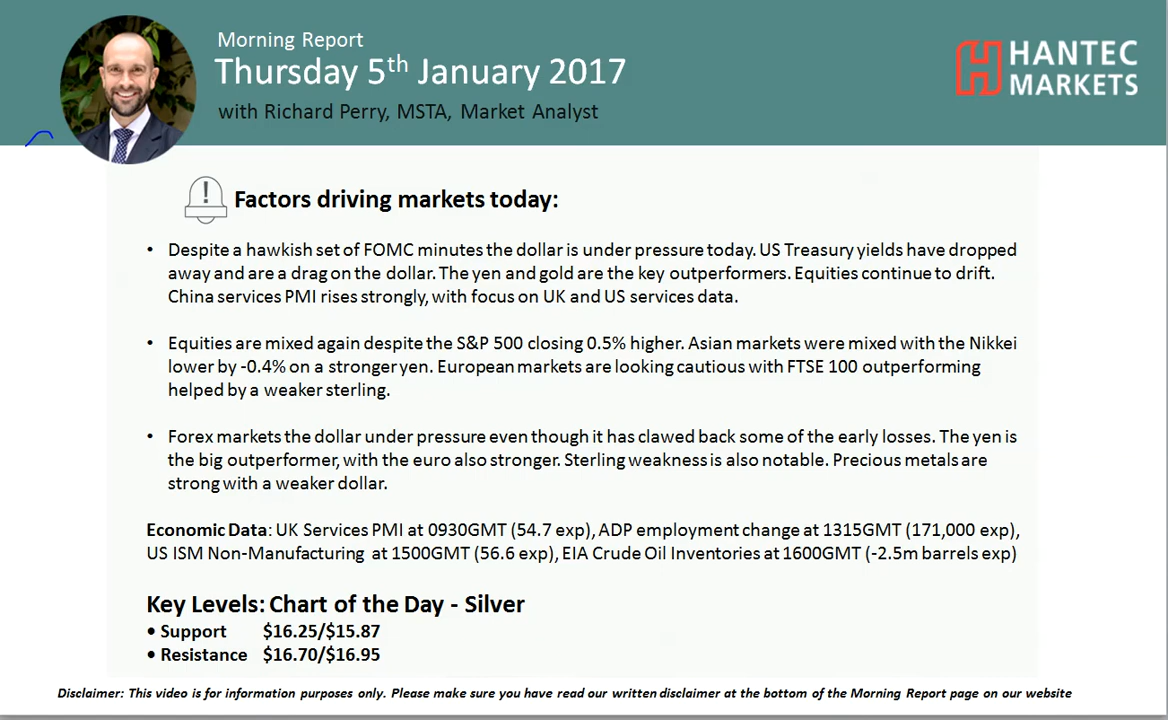 Morning Report
Thursday 5th January 2017
with Richard Perry, MSTA, Market Analyst
HANTEC
MARKETS
Factors driving markets today:
• Despite a hawkish set of FOMC minutes the dollar is under pressure today. US Treasury yields have dropped
away and are a drag on the dollar. The yen and gold are the key outperformers. Equities continue to drift.
China services PMI rises strongly, with focus on UK and US services data.
• Equities are mixed again despite the S&P 500 closing 0.5% higher. Asian markets were mixed with the Nikkei
lower by -0.4% on a stronger yen. European markets are looking cautious with FTSE 100 outperforming
helped by a weaker sterling.
• Forex markets the dollar under pressure even though it has clawed back some of the early losses. The yen is
the big outperformer, with the euro also stronger. Sterling weakness is also notable. Precious metals are
strong with a weaker dollar.
Economic Data: UK Services PMI at 0930GMT (54.7 exp), ADP employment change at 1315GMT (171,000 exp),
US ISM Non-Manufacturing at 1500GMT (56.6 exp), EIA Crude Oil Inventories at 1600GMT (-2.5m barrels exp)
Key Levels: Chart of the Day - Silver
• Support $16.25/$15.87
• Resistance $16.70/$16.95
Disclaimer: This video is for information purposes only. Please make sure you have read our written disclaimer at the bottom of the Morning Report page on our website